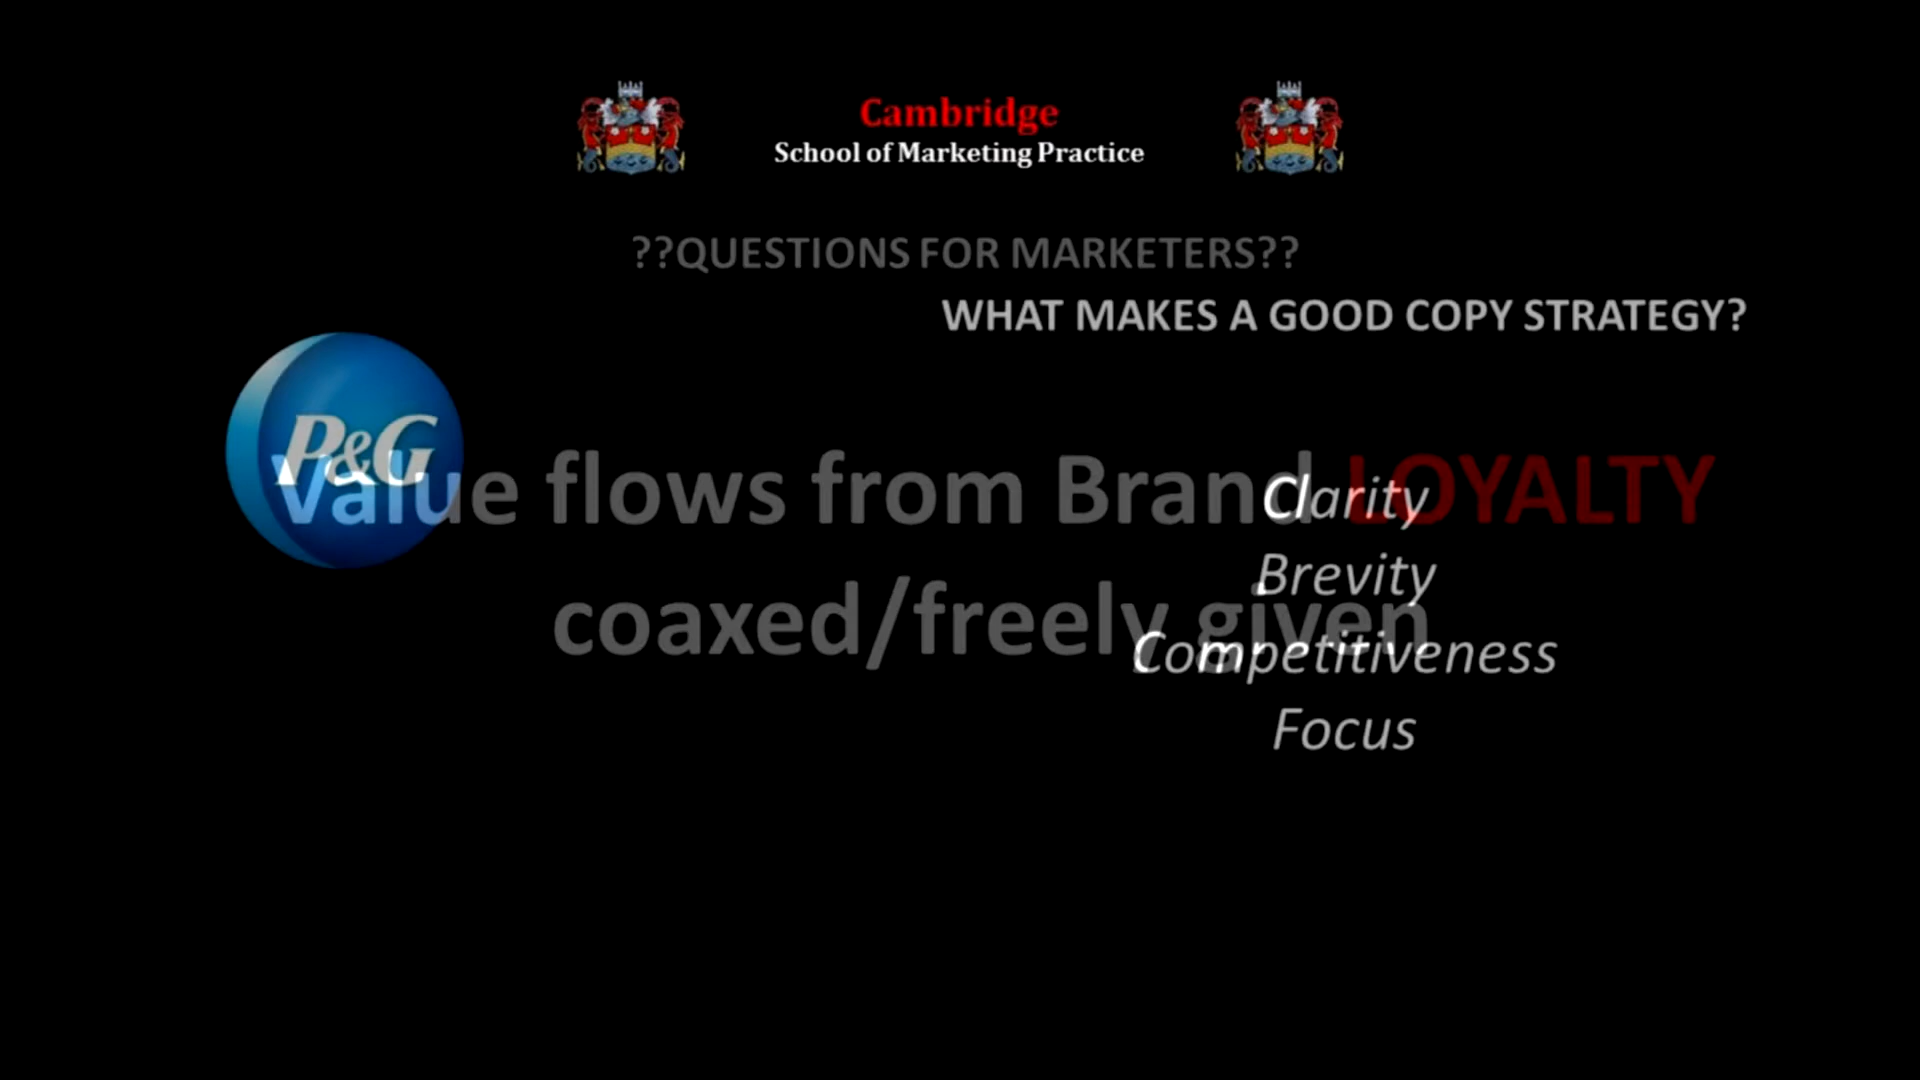 Cambridge
School of Marketing Practice
??QUESTIONS FOR MARKETERS??
WHAT MAKES A GOOD COPY STRATEGY?
P&G
Value flows from Brand LOYALTY
coaxed/freely given
Clarity
Brevity
Competitiveness
Focus